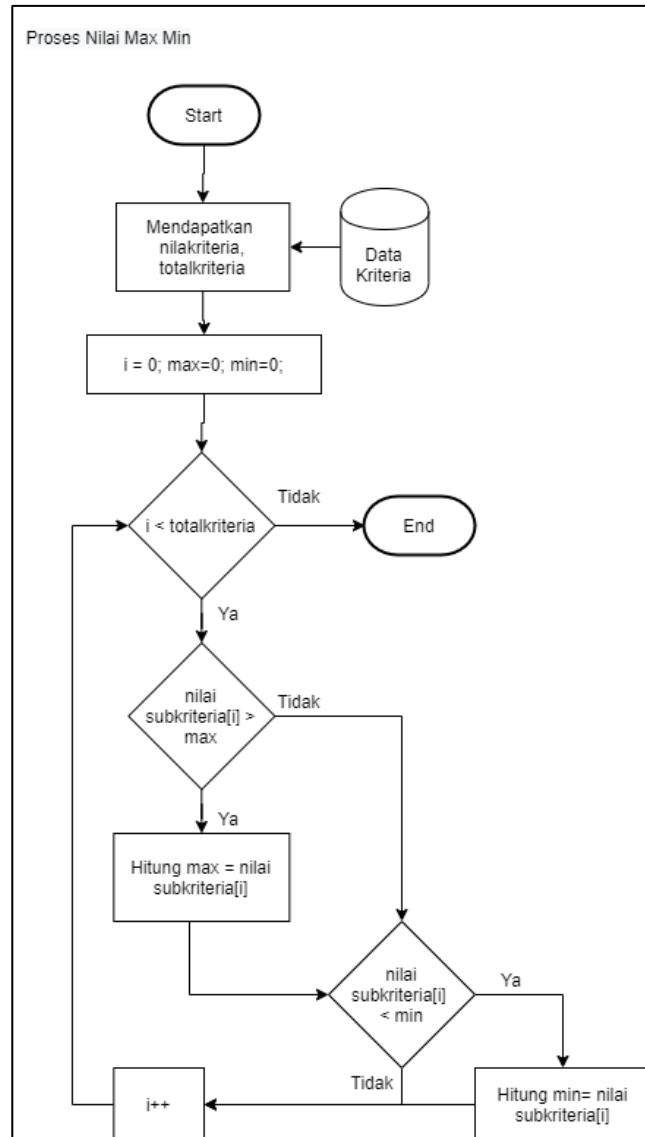 Proses Nilai Max Min
Start
Mendapatkan
nilakriteria,
totalkriteria
Data
Kriteria
i = 0; max=0; min=0;
i < totalkriteria
Tidak
End
Ya
nilai
subkriteria[i] >
max
Tidak
Ya
Hitung max = nilai
subkriteria[i]
nilai
subkriteria[i]
< min
Ya
Tidak
Hitung min= nilai
subkriteria[i]
i++